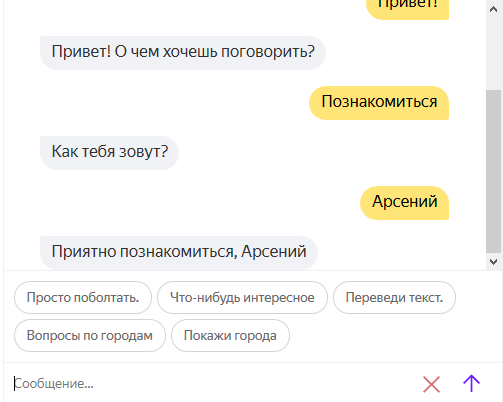 Привет!
Привет! О чем хочешь поговорить?
Познакомиться
Как тебя зовут?
Арсений
Приятно познакомиться, Арсений
Просто поболтать.
Что-нибудь интересное
Переведи текст.
Вопросы по городам
Покажи города
Сообщение...